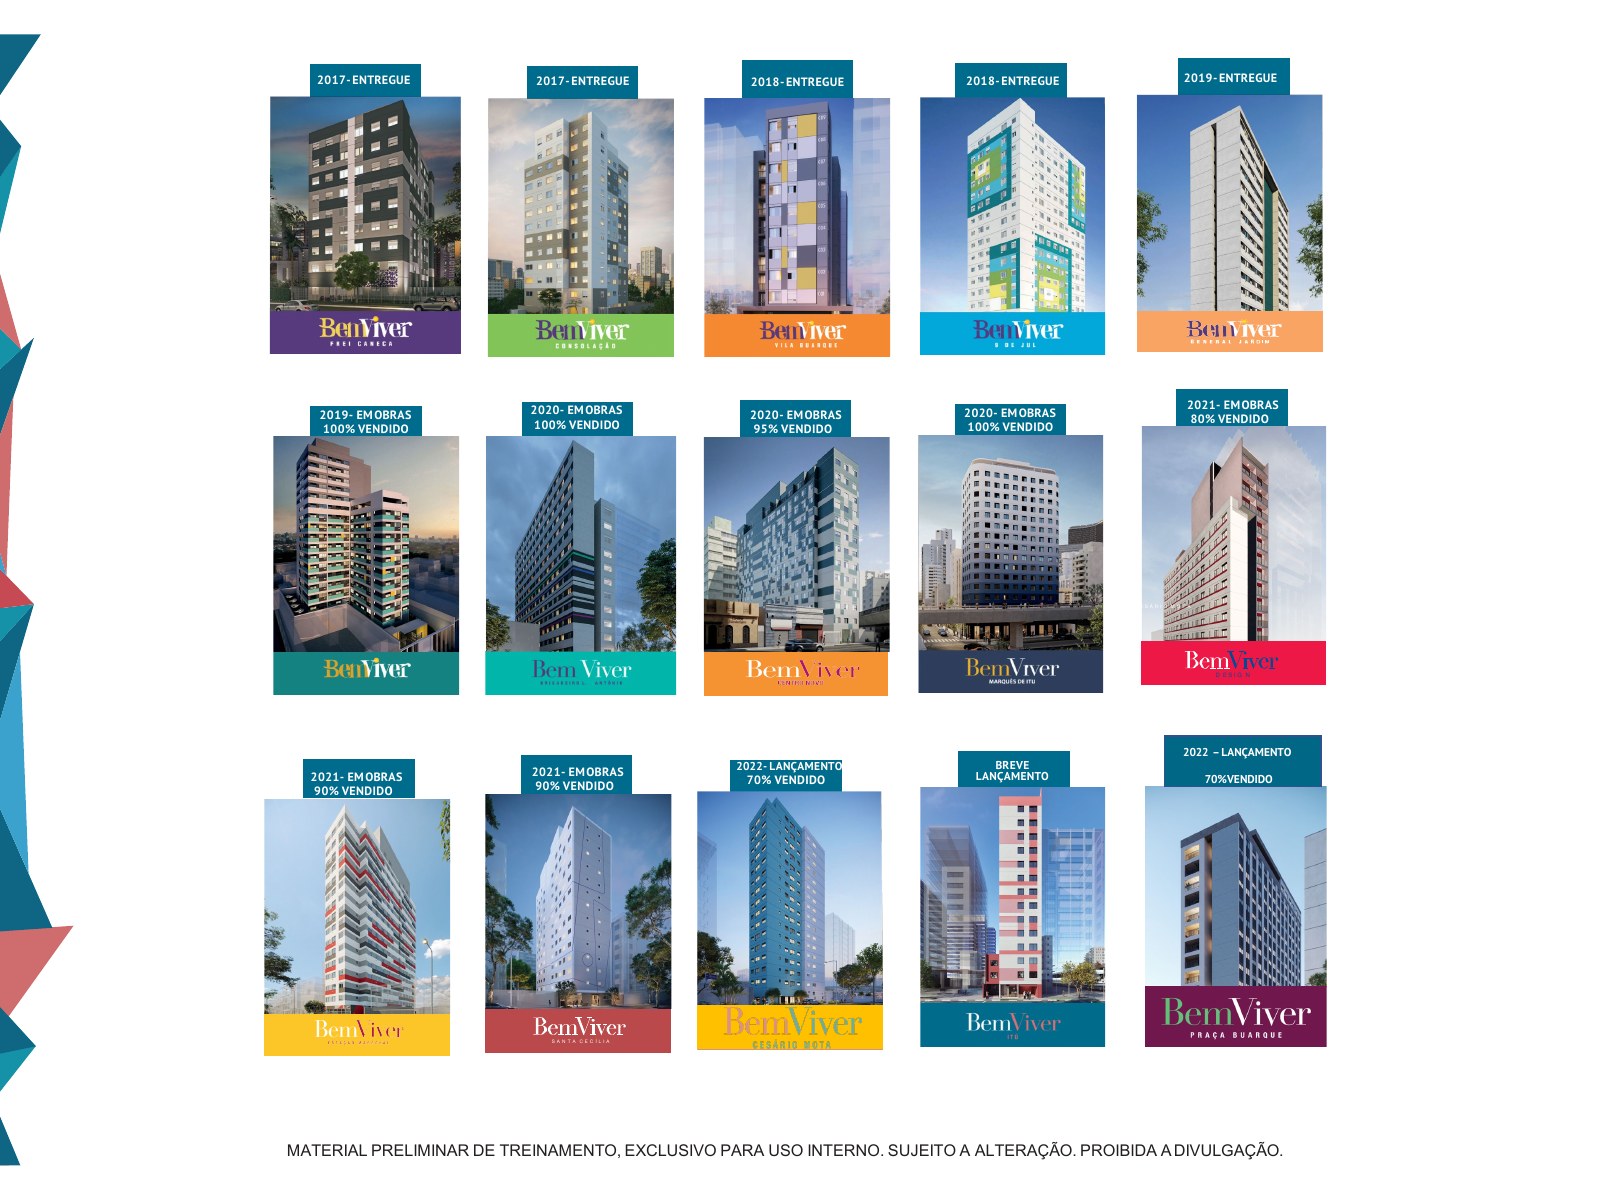 2017- ENTREGUE
2017- ENTREGUE
2018- ENTREGUE
2018- ENTREGUE
2019- ENTREGUE
BemViver
FREI CANECA
BemViver
CONSOLAÇÃO
BemViver
VILA BUARQUE
BemViver
9 DE JUL
BemViver
GENERAL JARDIM
2019- EM OBRAS
100% VENDIDO
2020- EM OBRAS
100% VENDIDO
2020- EM OBRAS
95% VENDIDO
2020- EM OBRAS
100% VENDIDO
2021- EM OBRAS
80% VENDIDO
BemViver
Bem Viver
BemViver
BemViver
MARQUÊS DE ITU
BemViver
DESIGN
2021- EM OBRAS
90% VENDIDO
2021- EM OBRAS
90% VENDIDO
2022- LANÇAMENTO
70% VENDIDO
BREVE
LANÇAMENTO
2022 – LANÇAMENTO
70%VENDIDO
BemViver
BemViver
SANTA CECÍLIA
BemViver
CESÁRIO MOTA
BemViver
ITU
BemViver
PRAÇA BUARQUE
MATERIAL PRELIMINAR DE TREINAMENTO, EXCLUSIVO PARA USO INTERNO. SUJEITO A ALTERAÇÃO. PROIBIDA A DIVULGAÇÃO.